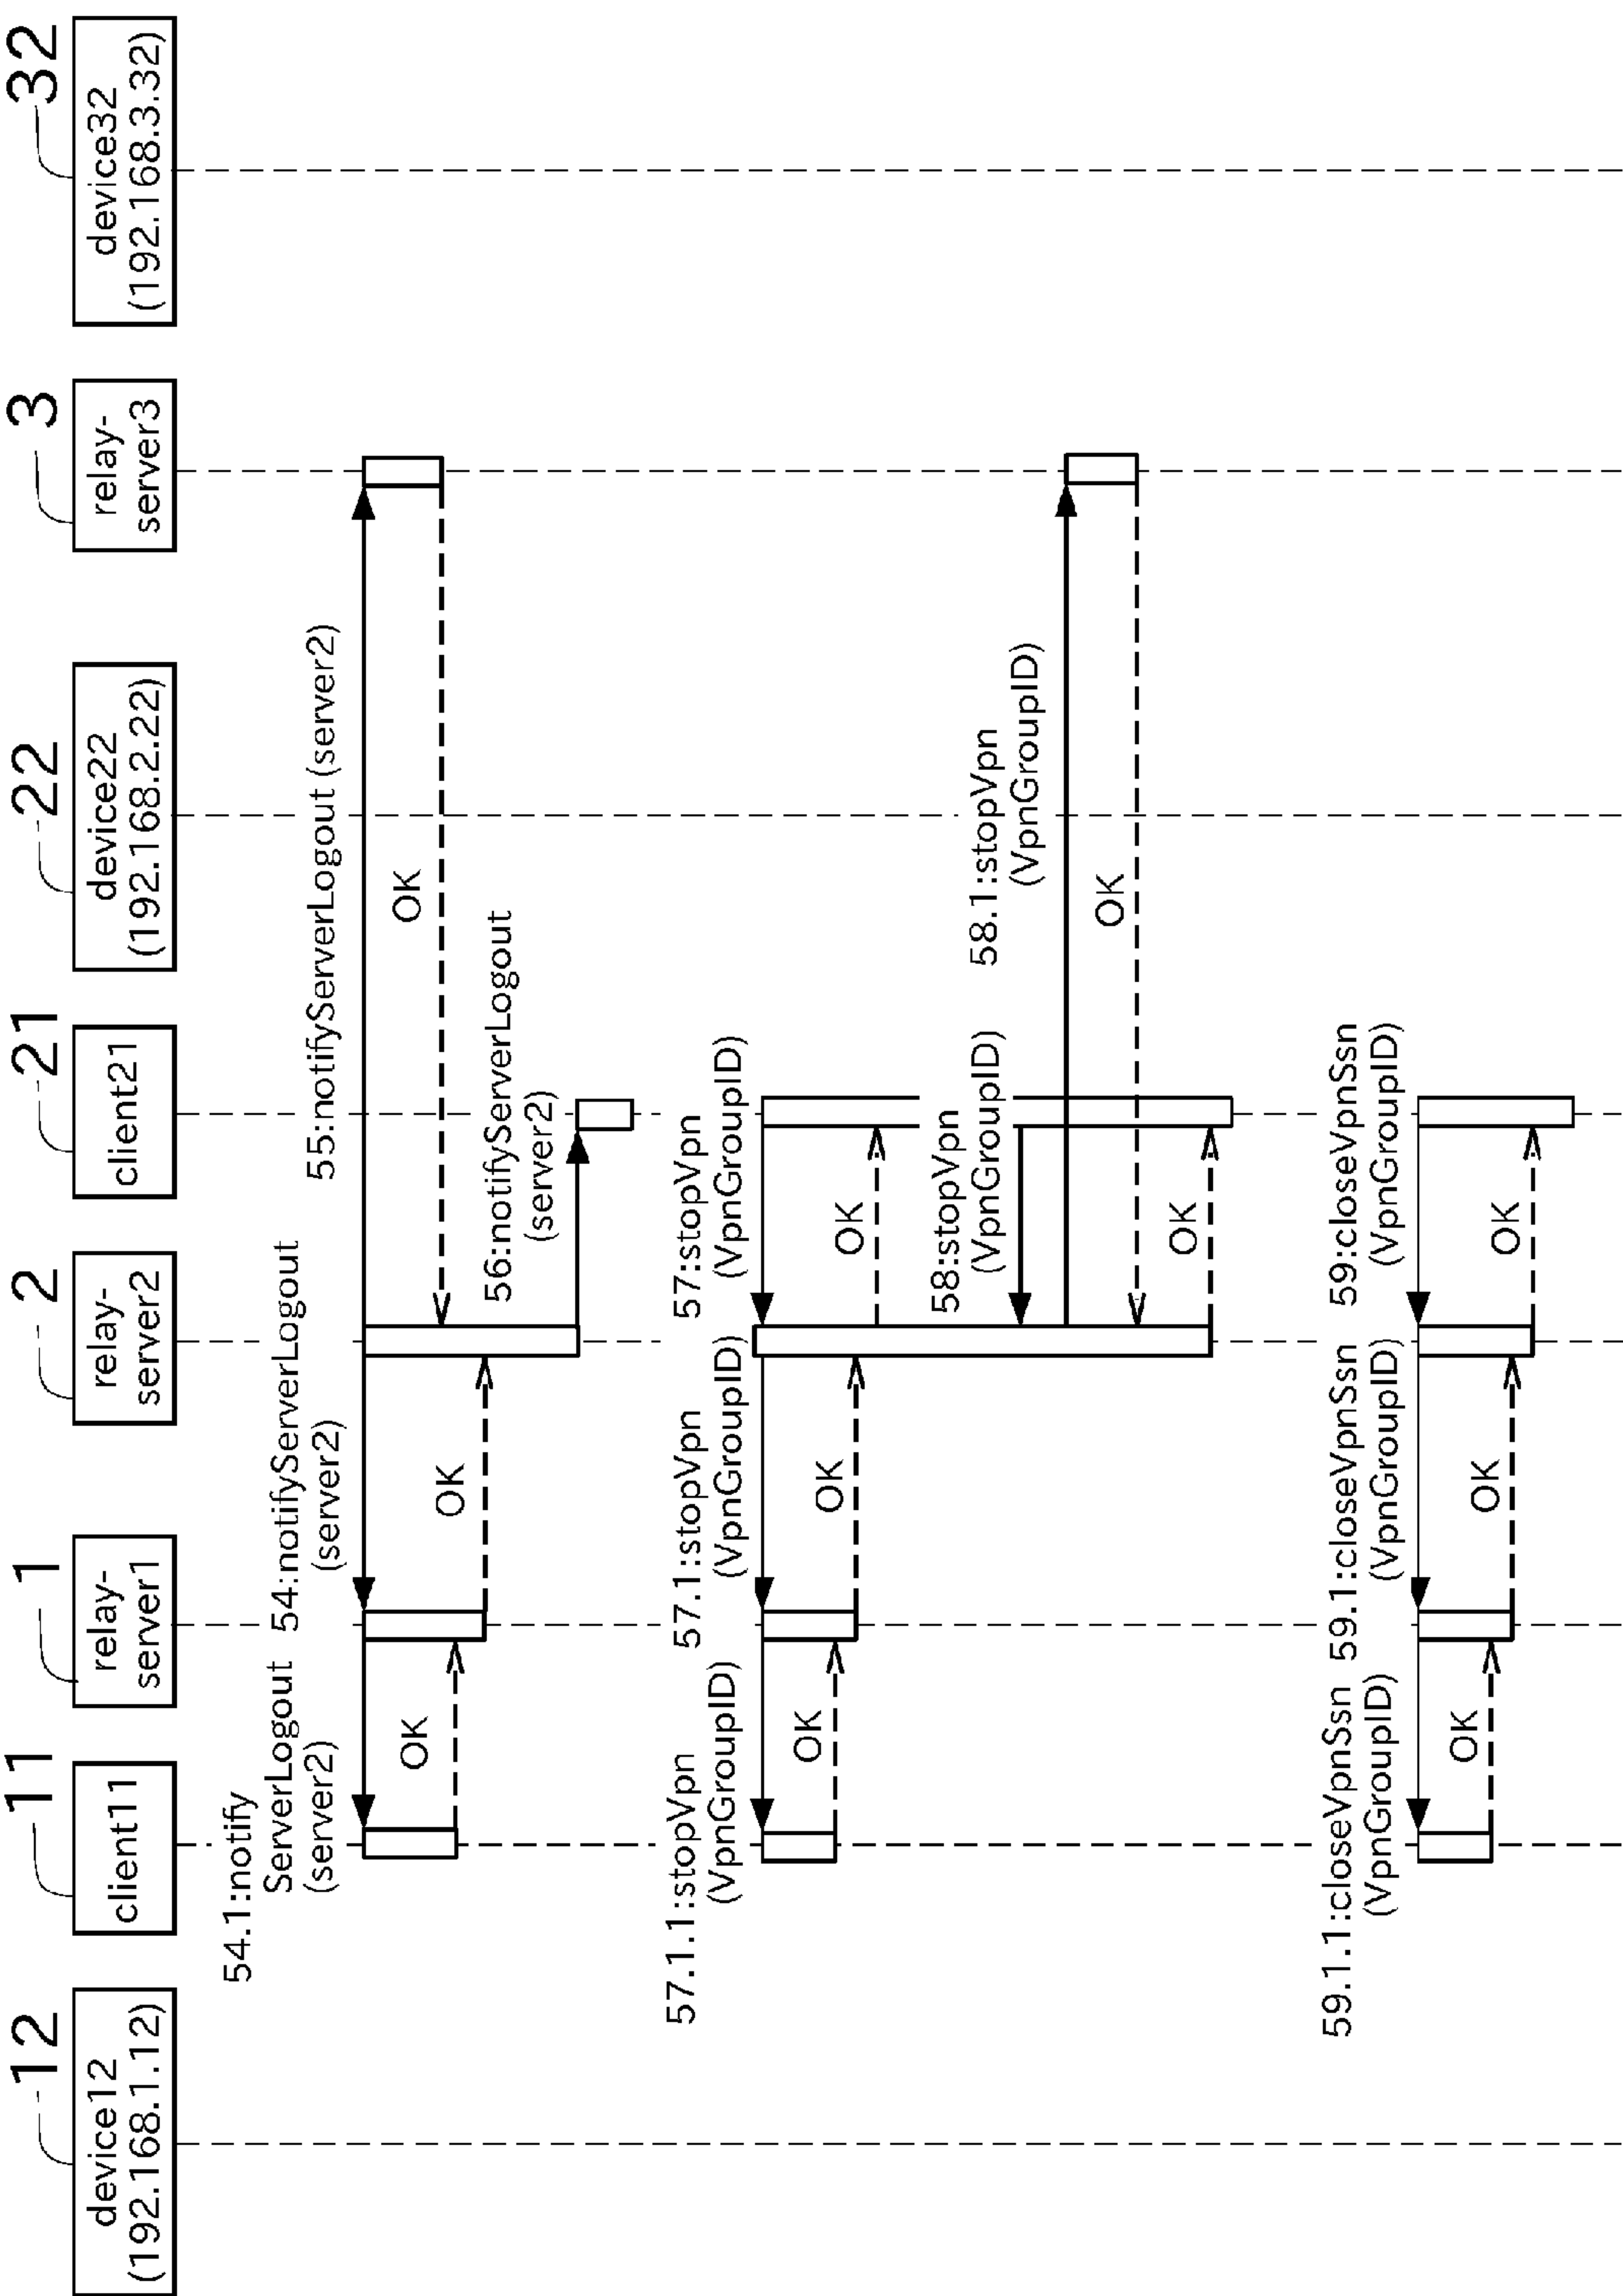 12
11
1
2
21
22
3
32
device12
(192.168.1.12)
client11
relay-
server1
relay-
server2
client21
device22
(192.168.2.22)
relay-
server3
device32
(192.168.3.32)
54.1:notify
ServerLogout
(server2)
54:notifyServerLogout
(server2)
55:notifyServerLogout (server2)
OK
OK
OK
56:notifyServerLogout
(server2)
57.1.1:stopVpn
(VpnGroupID)
57.1:stopVpn
(VpnGroupID)
57:stopVpn
(VpnGroupID)
OK
OK
OK
58:stopVpn
(VpnGroupID)
58.1:stopVpn
(VpnGroupID)
OK
OK
59.1.1:closeVpnSsn
(VpnGroupID)
59.1:closeVpnSsn
(VpnGroupID)
59:closeVpnSsn
(VpnGroupID)
OK
OK
OK